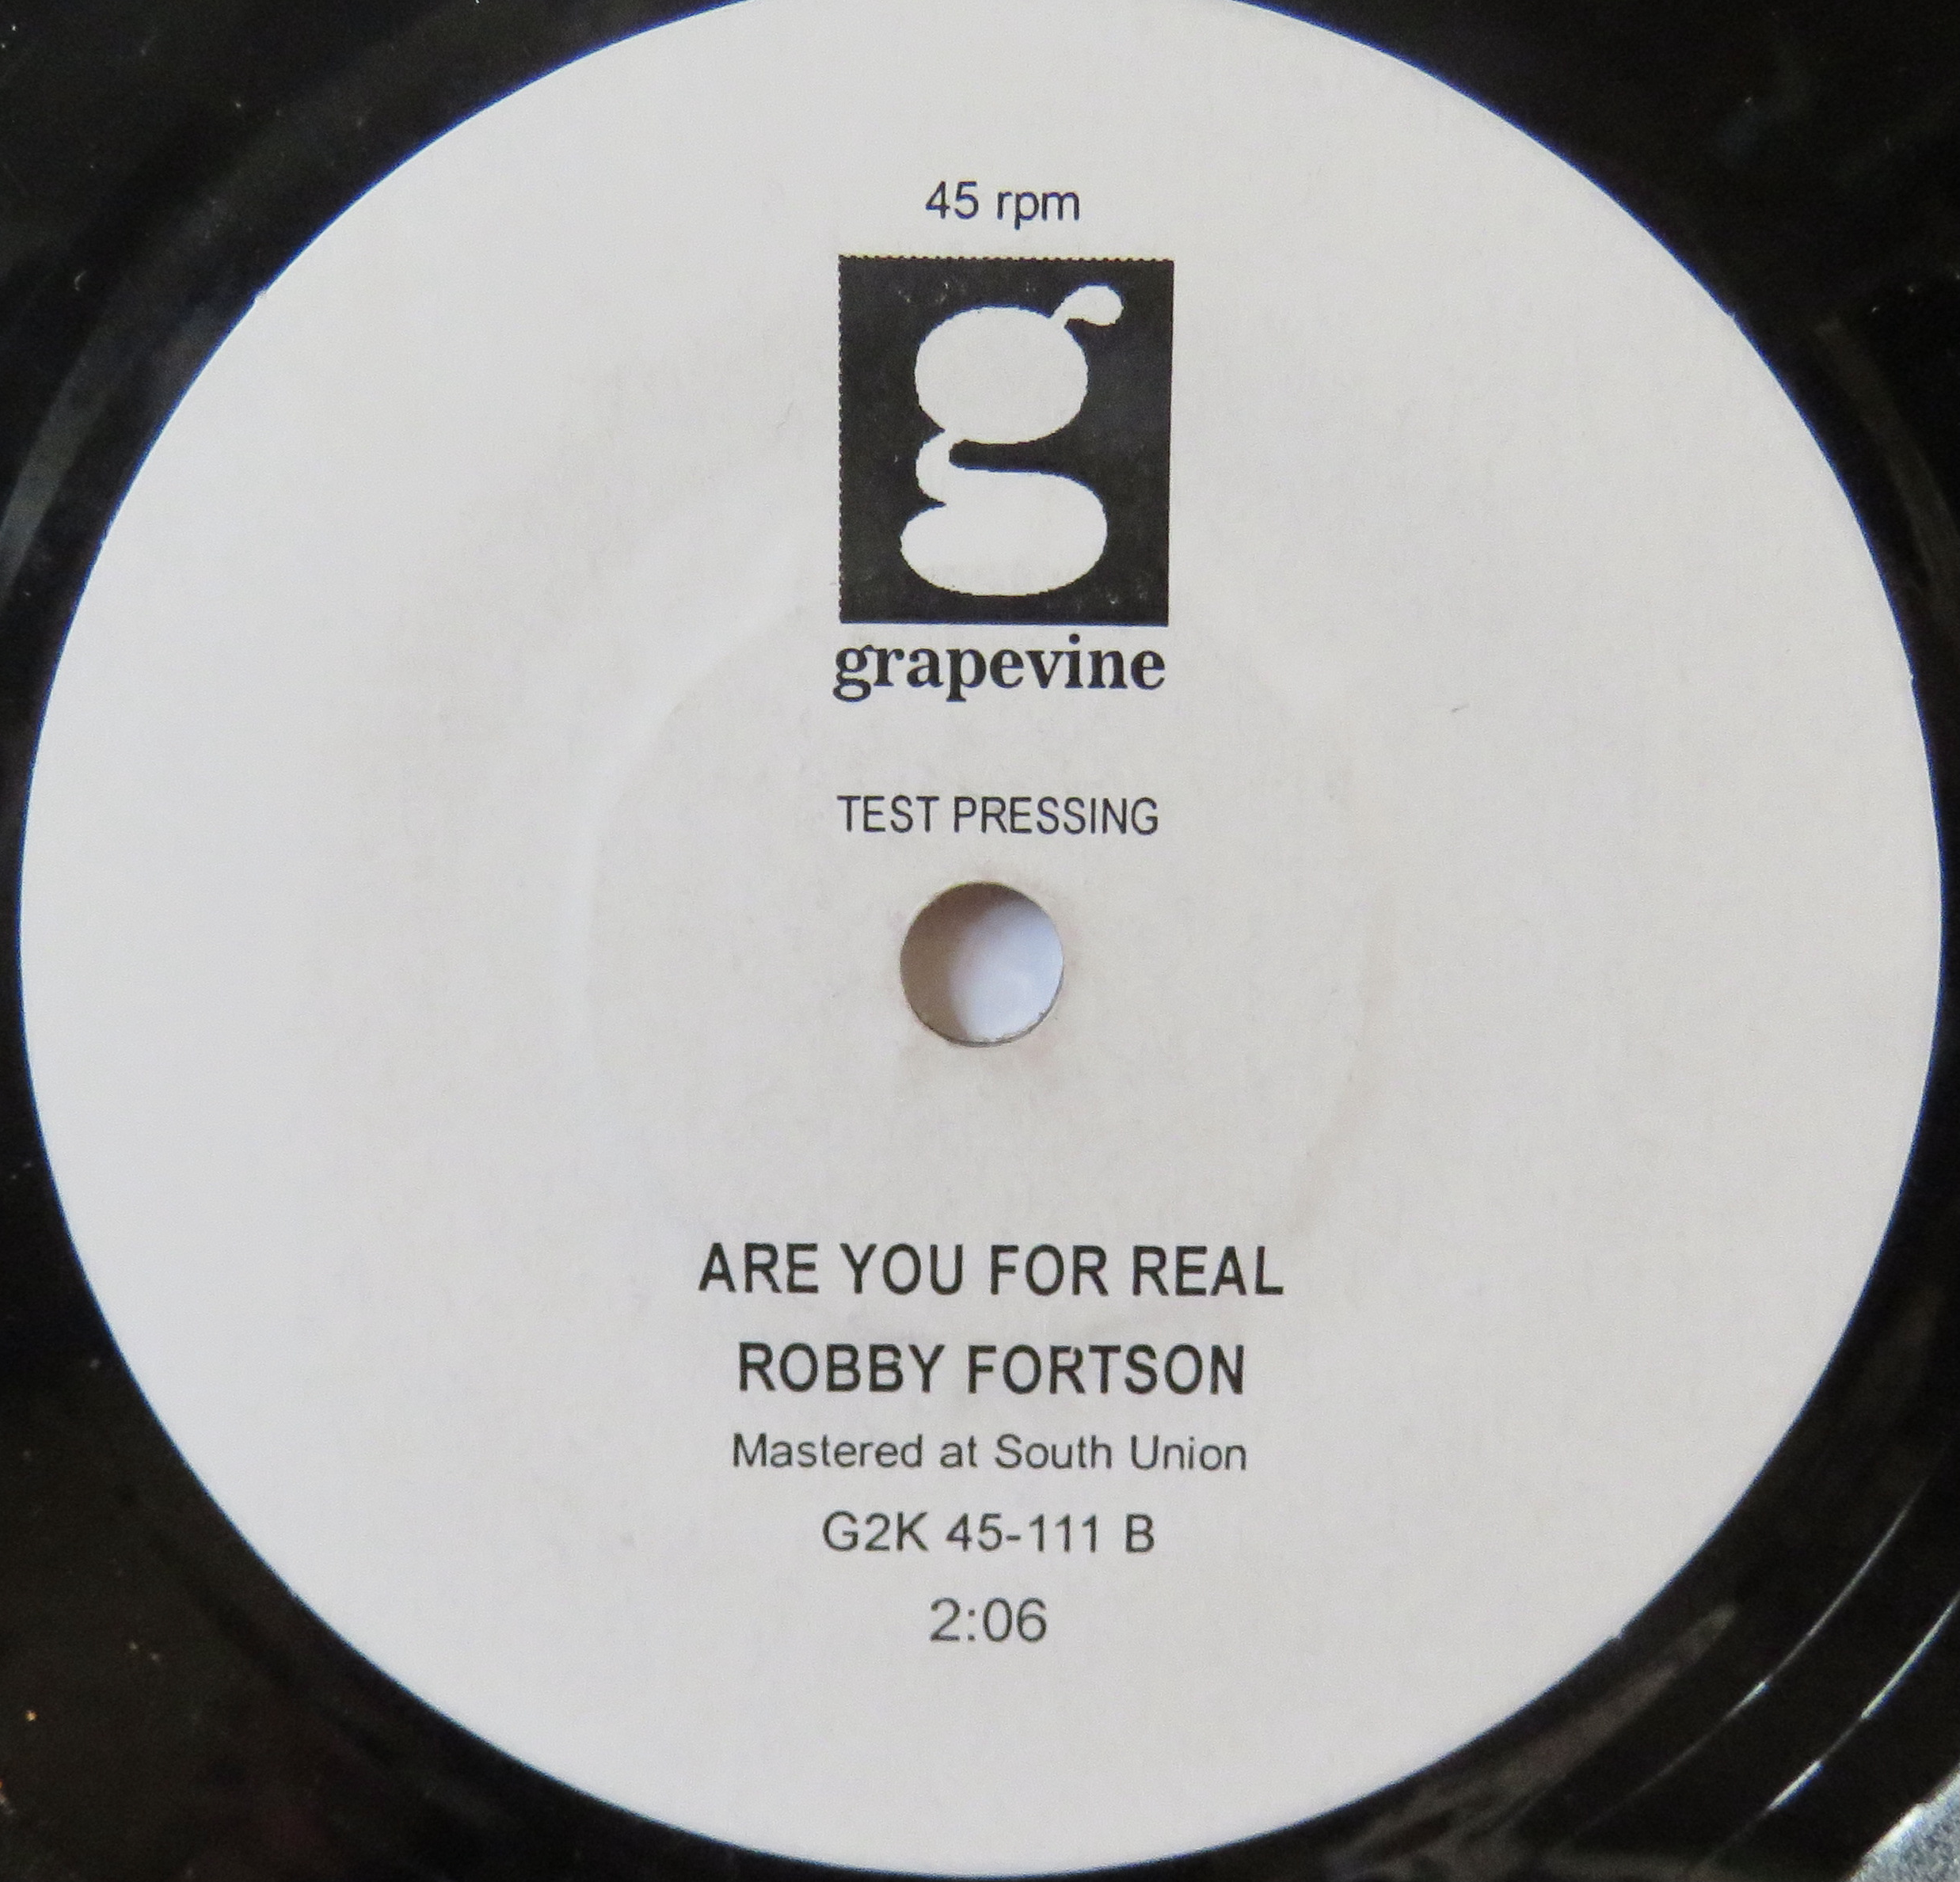 45 rpm
g
grapevine
TEST PRESSING
ARE YOU FOR REAL
ROBBY FORTSON
Mastered at South Union
G2K 45-111 B
2:06